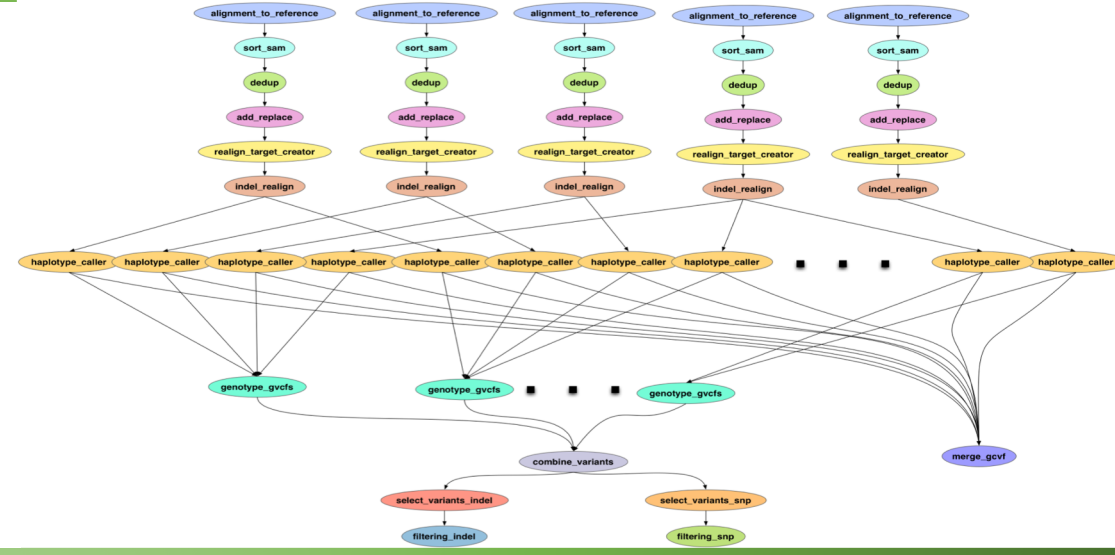 alignment_to_reference alignment_to_reference alignment_to_reference alignment_to_reference alignment_to_reference
sort_sam sort_sam sort_sam sort_sam sort_sam
dedup dedup dedup dedup dedup
add_replace add_replace add_replace add_replace add_replace
realign_target_creator realign_target_creator realign_target_creator realign_target_creator realign_target_creator
indel_realign indel_realign indel_realign indel_realign indel_realign
haplotype_caller haplotype_caller haplotype_caller haplotype_caller haplotype_caller haplotype_caller haplotype_caller haplotype_caller haplotype_caller haplotype_caller
genotype_gvcfs genotype_gvcfs genotype_gvcfs
combine_variants merge_gcvf
select_variants_indel select_variants_snp
filtering_indel filtering_snp